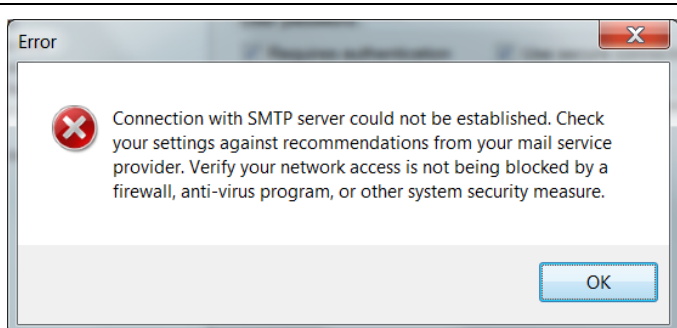 Error
Requires authentication
Connection with SMTP server could not be established. Check
your settings against recommendations from your mail service
provider. Verify your network access is not being blocked by a
firewall, anti-virus program, or other system security measure.
OK